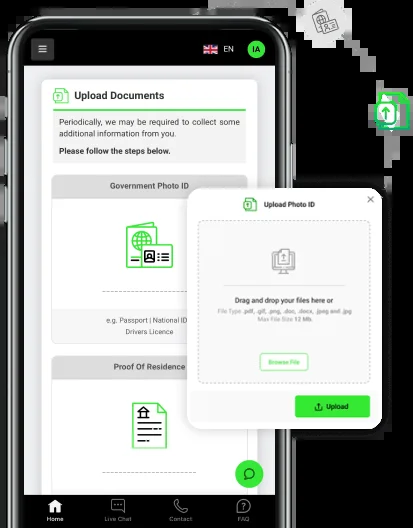 EN
IA
Upload Documents
Periodically, we may be required to collect some
additional information from you.
Please follow the steps below.
Government Photo ID
e.g. Passport | National ID
Drivers Licence
Proof Of Residence
Upload Photo ID
Drag and drop your files here or
File Type .pdf, .gif, .png, .doc, .docx, .jpeg and .jpg
Max File Size 12 Mb.
Browse File
Upload
Home
Live Chat
Contact
FAQ